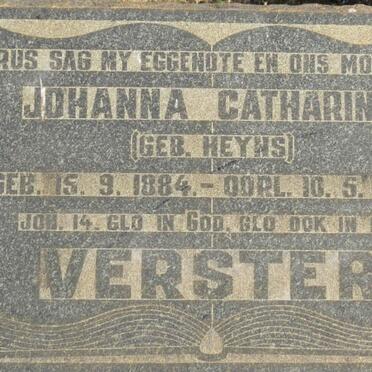 RUS SAG MY EGGENOTE EN ONS MO
JOHANNA CATHARIN
(GEB. HEYNS)
GEB. 15. 9. 1884. - OORL. 10. 5.
JOH. 14. GLO IN GOD, GLO OOK IN
VERSTER